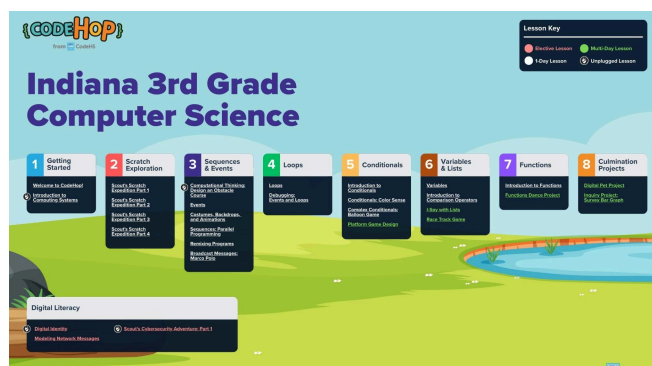 {CODEHOP}
from CodeHS
Lesson Key
Elective Lesson
Multi-Day Lesson
1-Day Lesson
Unplugged Lesson
Indiana 3rd Grade
Computer Science
1 Getting
Started
Welcome to CodeHop!
Introduction to
Computing Systems
2 Scratch
Exploration
Scout's Scratch
Expedition Part 1
Scout's Scratch
Expedition Part 2
Scout's Scratch
Expedition Part 3
Scout's Scratch
Expedition Part 4
3 Sequences
& Events
Computational Thinking:
Design an Obstacle
Course
Events
Costumes, Backdrops,
and Animations
Sequences: Parallel
Programming
Remixing Programs
Broadcast Messages:
Marco Polo
4 Loops
Loops
Debugging:
Events and Loops
5 Conditionals
Introduction to
Conditionals
Conditionals: Color Sense
Complex Conditionals:
Balloon Game
Platform Game Design
6 Variables
& Lists
Variables
Introduction to
Comparison Operators
I-Spy with Lists
Race Track Game
7 Functions
Introduction to Functions
Functions Dance Project
8 Culmination
Projects
Digital Pet Project
Inquiry Project:
Survey Bar Graph
Digital Literacy
Digital Identity
Scout's Cybersecurity Adventure: Part 1
Modeling Network Messages